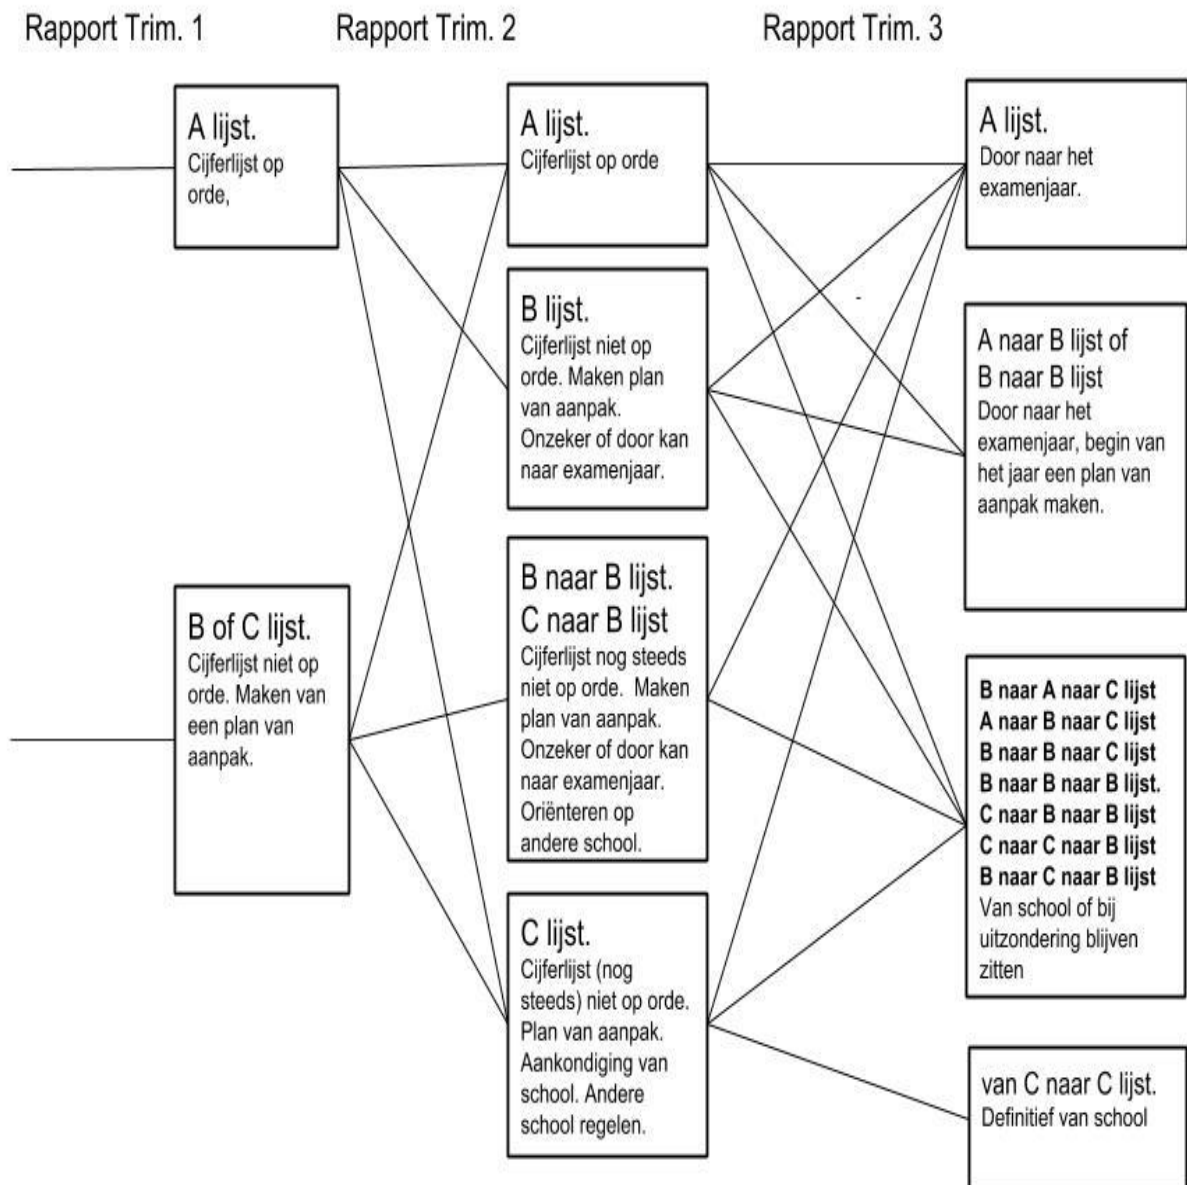 Rapport Trim. 1
Rapport Trim. 2
Rapport Trim. 3
A lijst.
Cijferlijst op
orde,
B of C lijst.
Cijferlijst niet op
orde. Maken van
een plan van
aanpak.
A lijst.
Cijferlijst op orde
B lijst.
Cijferlijst niet op
orde. Maken plan
van aanpak.
Onzeker of door kan
naar examenjaar.
B naar B lijst.
C naar B lijst
Cijferlijst nog steeds
niet op orde. Maken
plan van aanpak.
Onzeker of door kan
naar examenjaar.
Oriënteren op
andere school.
C lijst.
Cijferlijst (nog
steeds) niet op orde.
Plan van aanpak.
Aankondiging van
school. Andere
school regelen.
A lijst.
Door naar het
examenjaar.
A naar B lijst of
B naar B lijst
Door naar het
examenjaar, begin van
het jaar een plan van
aanpak maken.
B naar A naar C lijst
A naar B naar C lijst
B naar B naar C lijst
B naar B naar B lijst.
C naar B naar B lijst
C naar C naar B lijst
B naar C naar B lijst
Van school of bij
uitzondering blijven
zitten
van C naar C lijst.
Definitief van school